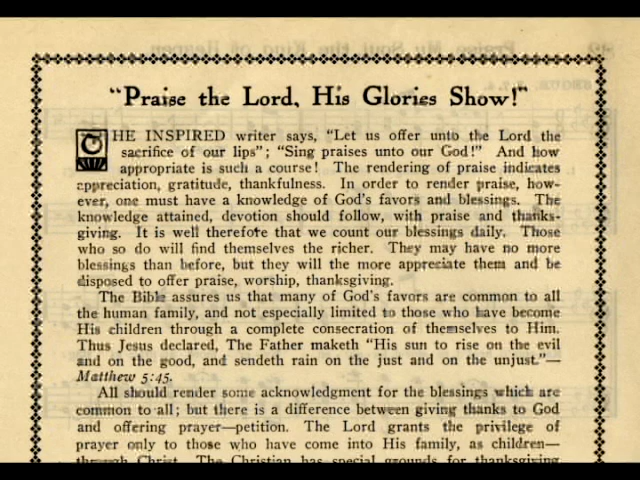 "Praise the Lord, His Glories Show!"
THE INSPIRED writer says, "Let us offer unto the Lord the
sacrifice of our lips"; "Sing praises unto our God!" And how
appropriate is such a course! The rendering of praise indicates
appreciation, gratitude, thankfulness. In order to render praise, how-
ever, one must have a knowledge of God's favors and blessings. The
knowledge attained, devotion should follow, with praise and thanks-
giving. It is well therefore that we count our blessings daily. Those
who so do will find themselves the richer. They may have no more
blessings than before, but they will the more appreciate them and be
disposed to offer praise, worship, thanksgiving.
The Bible assures us that many of God's favors are common to all
the human family, and not especially limited to those who have become
His children through a complete consecration of themselves to Him.
Thus Jesus declared, The Father maketh "His sun to rise on the evil
and on the good, and sendeth rain on the just and on the unjust."—
Matthew 5:45.
All should render some acknowledgment for the blessings which are
common to all; but there is a difference between giving thanks to God
and offering prayer—petition. The Lord grants the privilege of
prayer only to those who have come into His family, as children—
through Christ. The Christian has special grounds for thanksgiving